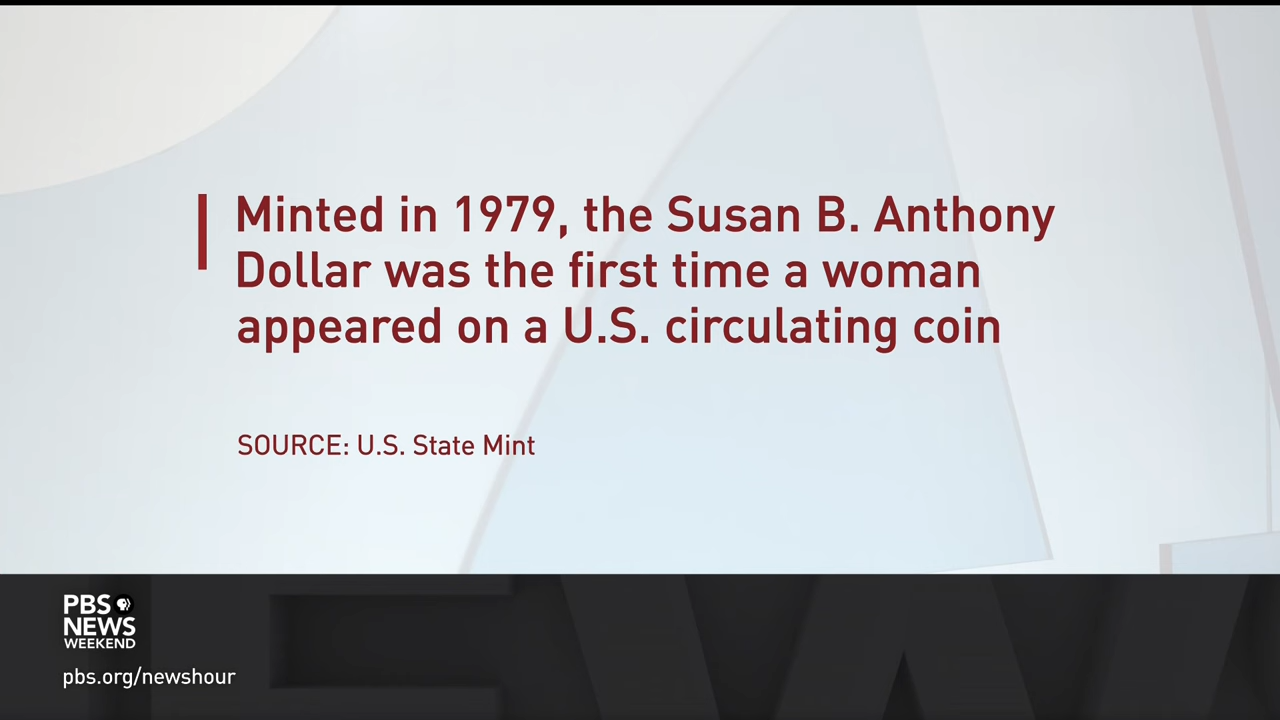 Minted in 1979, the Susan B. Anthony
Dollar was the first time a woman
appeared on a U.S. circulating coin
SOURCE: U.S. State Mint
PBS
NEWS
WEEKEND
pbs.org/newshour